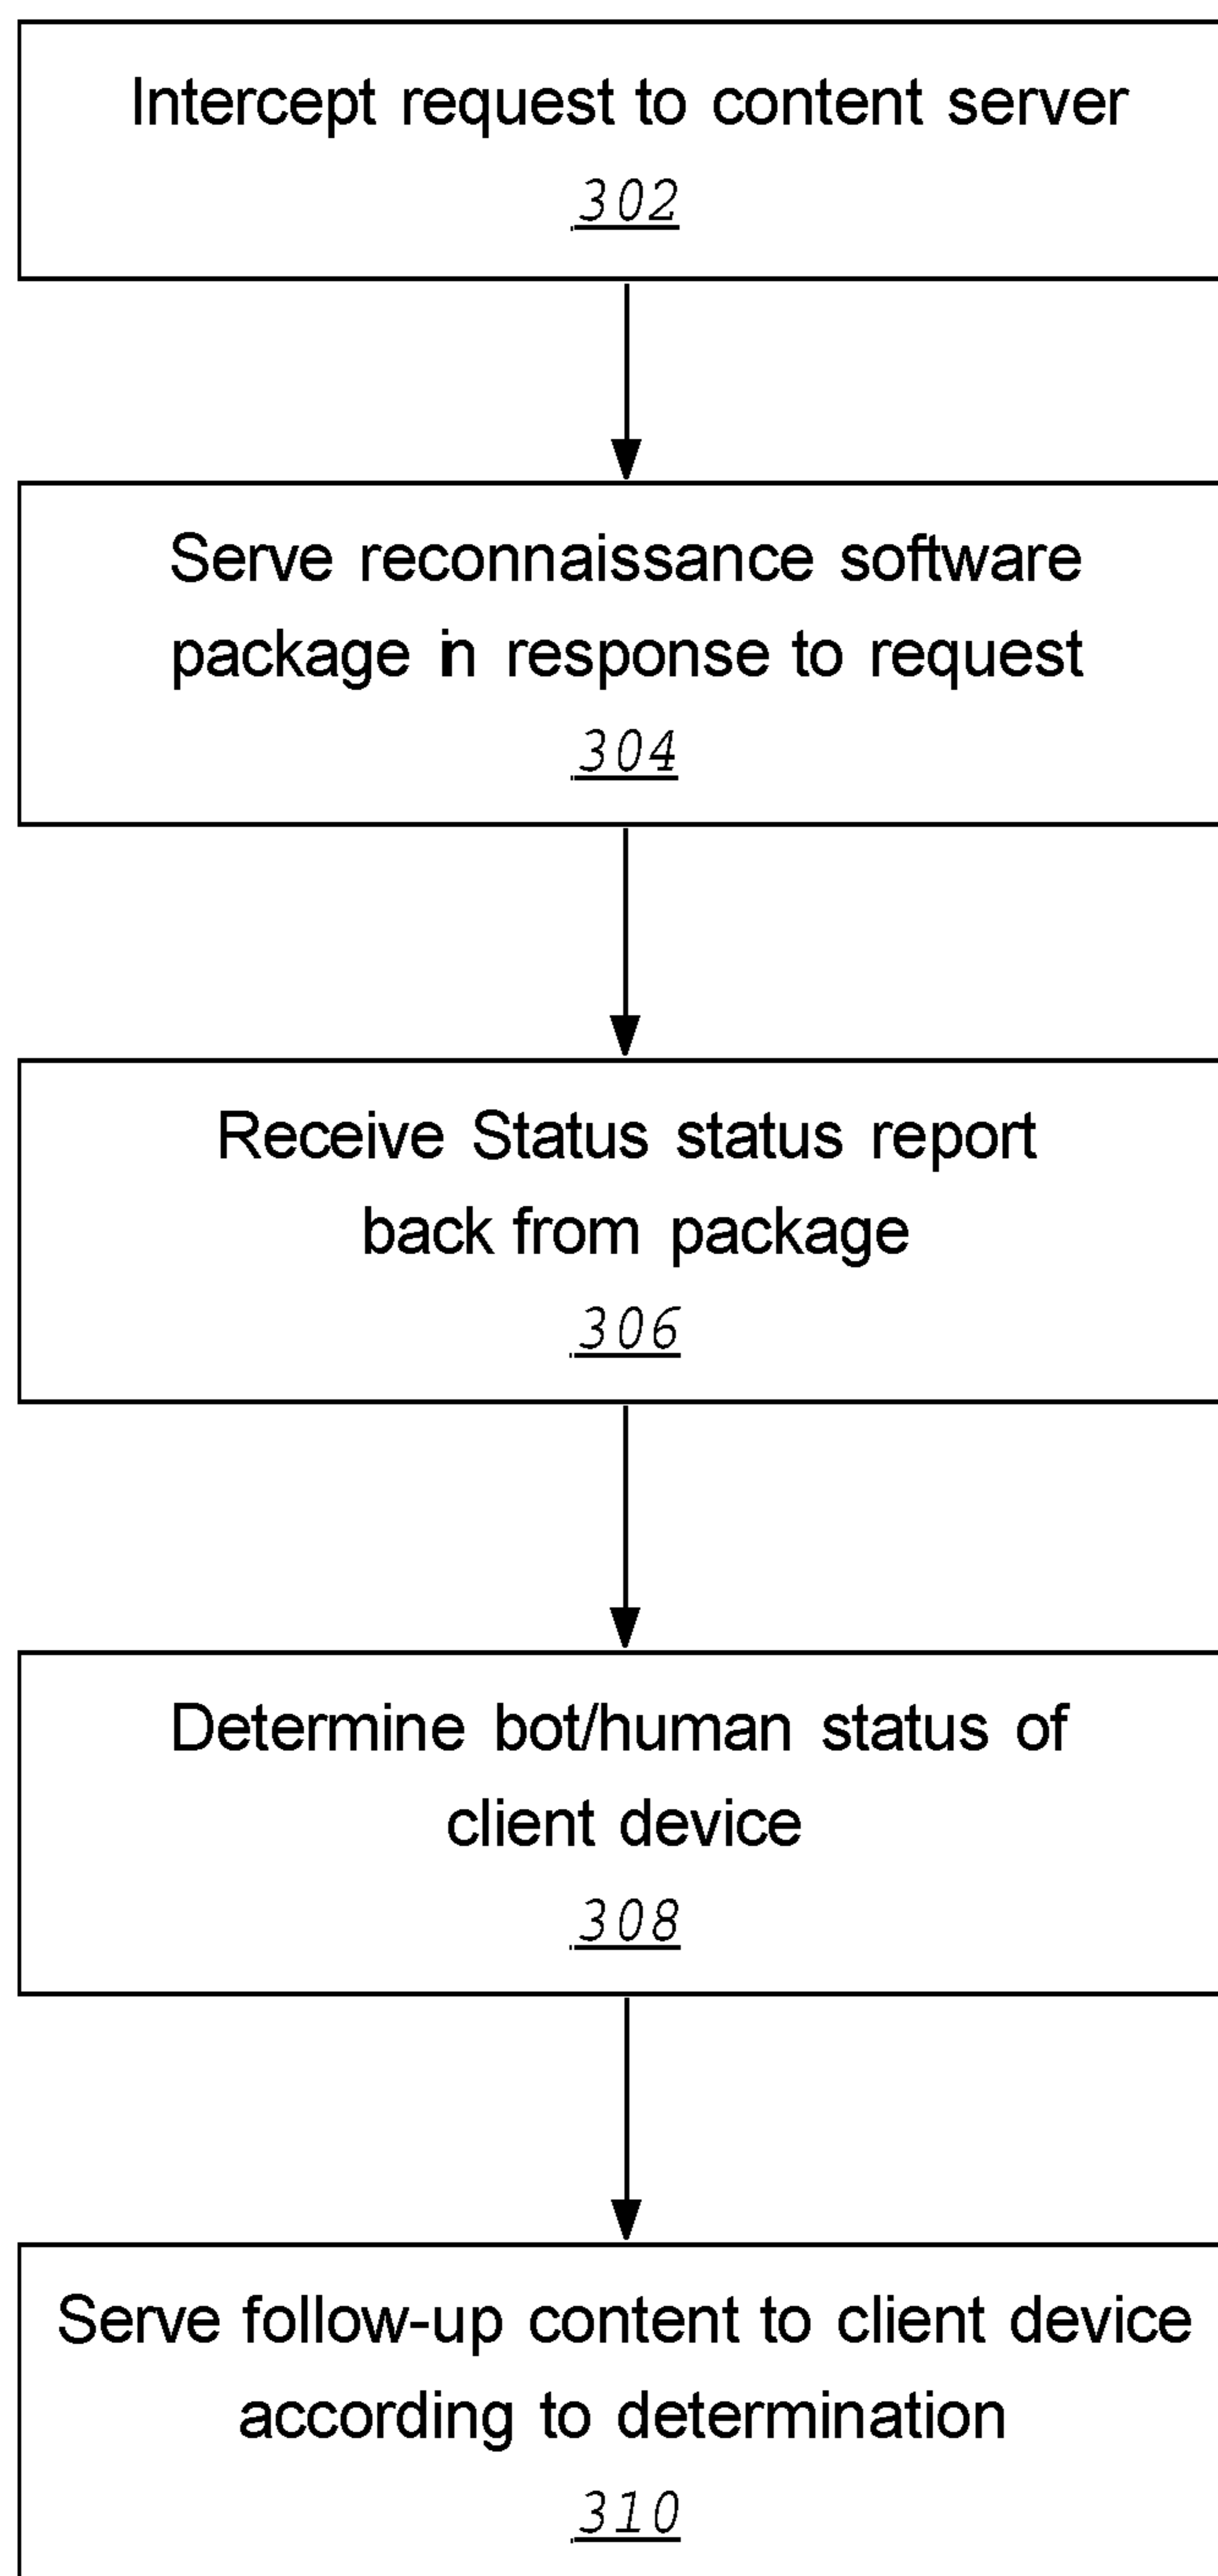 Intercept request to content server
302
Serve reconnaissance software
package in response to request
304
Receive Status status report
back from package
306
Determine bot/human status of
client device
308
Serve follow-up content to client device
according to determination
310